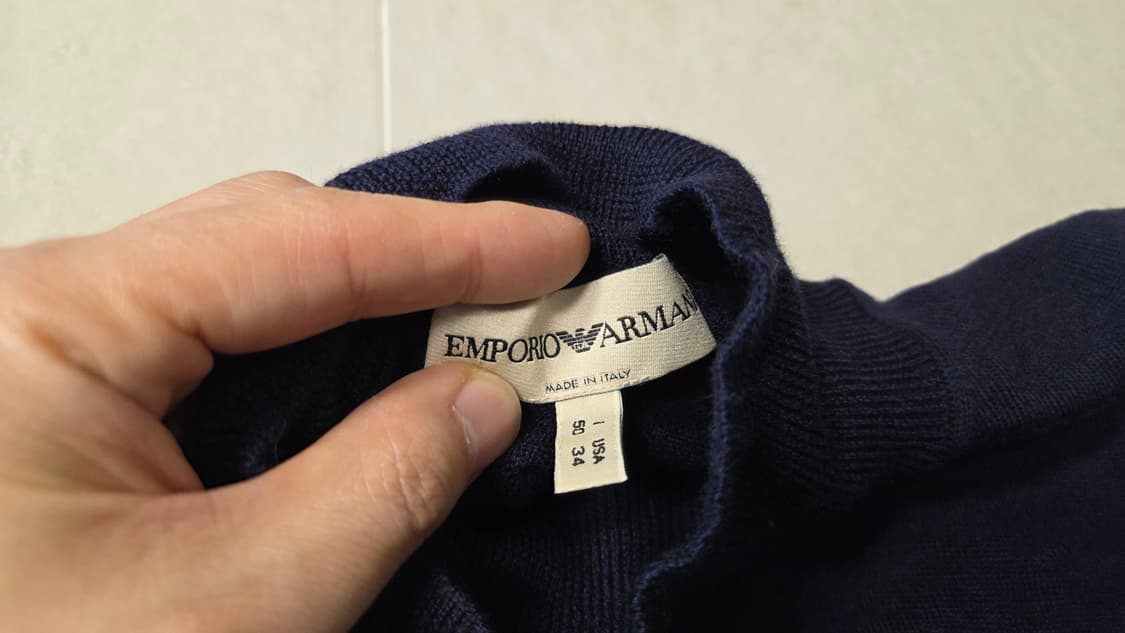 EMPORIO ARMAN
MADE IN ITALY
I USA
50 34